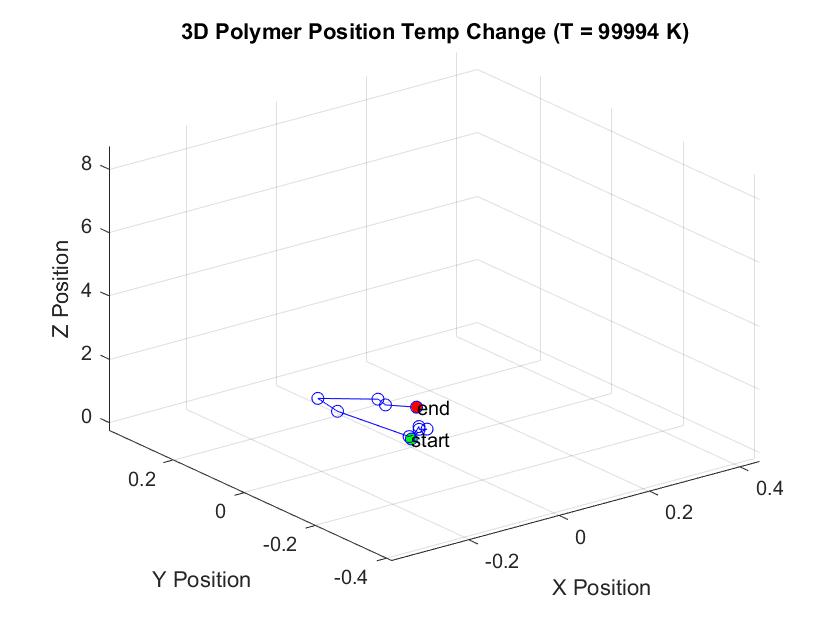 3D Polymer Position Temp Change (T = 99994 K)
8
6
4
2
0
Z Position
end
start
0.2
0
-0.2
-0.4
Y Position
0.4
0.2
0
-0.2
X Position